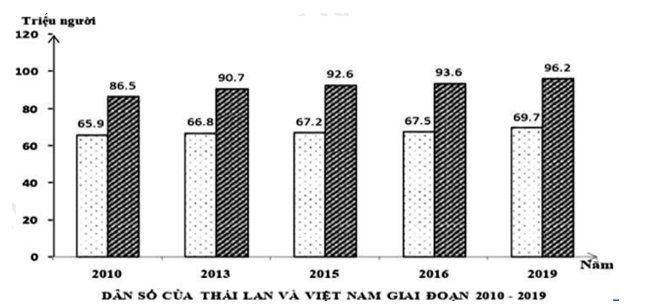 Triệu người
120
100
80
60
40
20
0
65.9 86.5 66.8 90.7 67.2 92.6 67.5 93.6 69.7 96.2
2010 2013 2015 2016 2019 Năm
DÂN SỐ CỦA THÁI LAN VÀ VIỆT NAM GIAI ĐOẠN 2010 - 2019